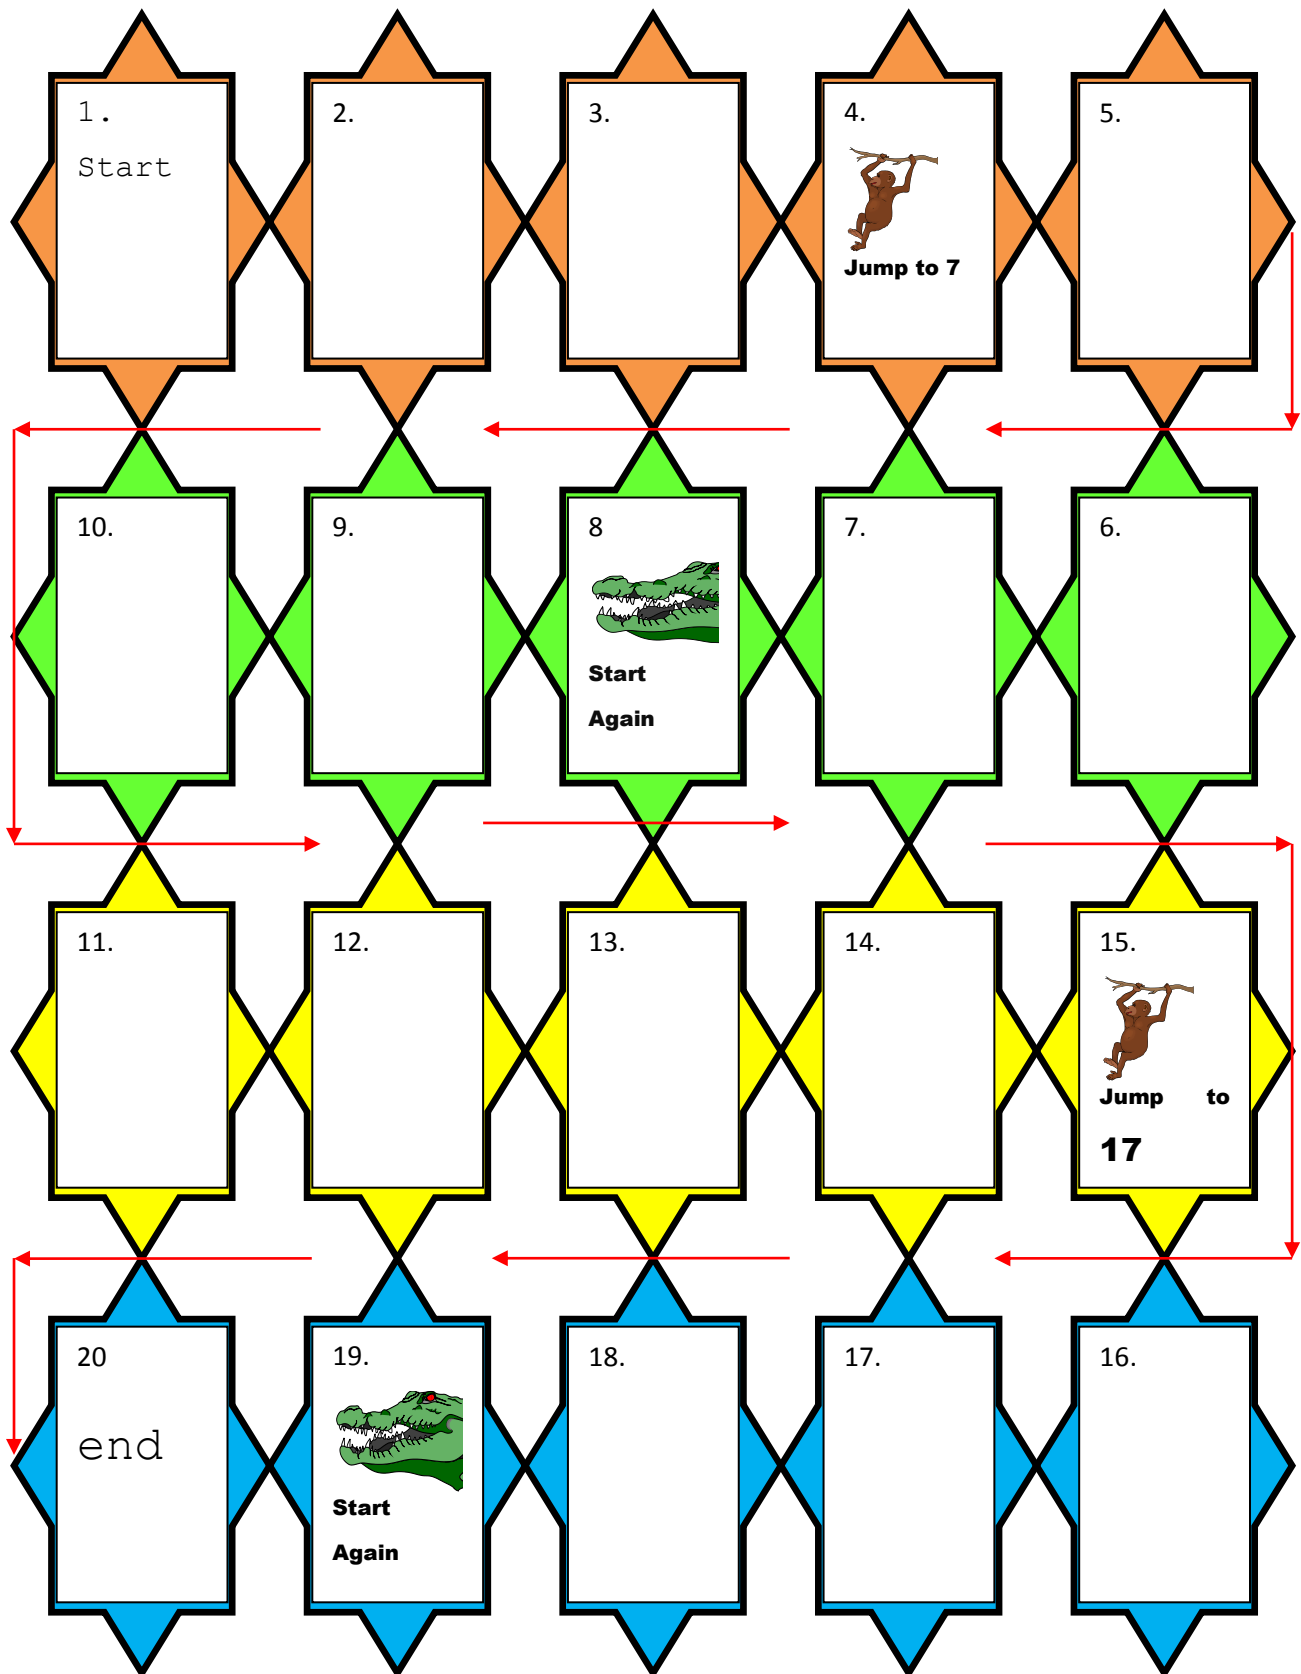 1.
Start
2.
3.
4.
Jump to 7
5.
10.
9.
8
Start
Again
7.
6.
11.
12.
13.
14.
15.
Jump to
17
20
end
19.
Start
Again
18.
17.
16.